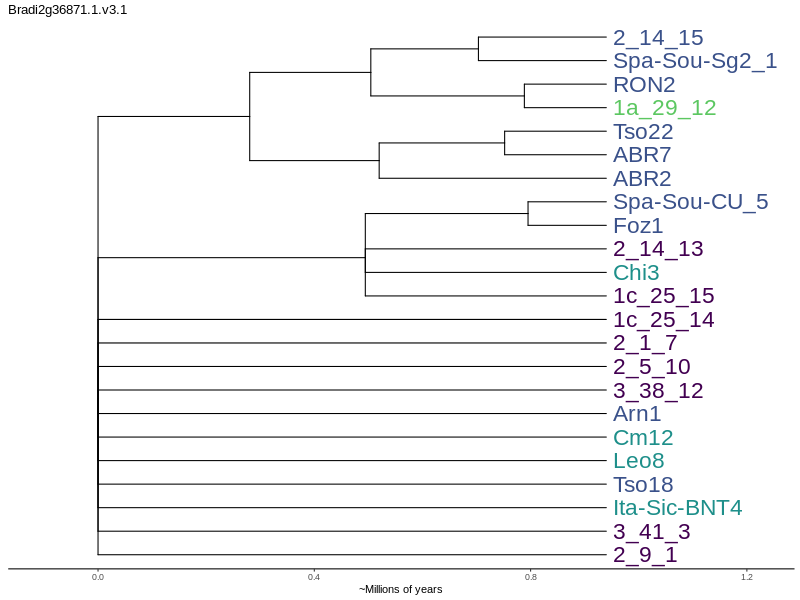 Bradi2g36871.1.v3.1
2_14_15
Spa-Sou-Sg2_1
RON2
1a_29_12
Tso22
ABR7
ABR2
Spa-Sou-CU_5
Foz1
2_14_13
Chi3
1c_25_15
1c_25_14
2_1_7
2_5_10
3_38_12
Arn1
Cm12
Leo8
Tso18
Ita-Sic-BNT4
3_41_3
2_9_1
0.0 0.4 0.8 1.2
~Millions of years